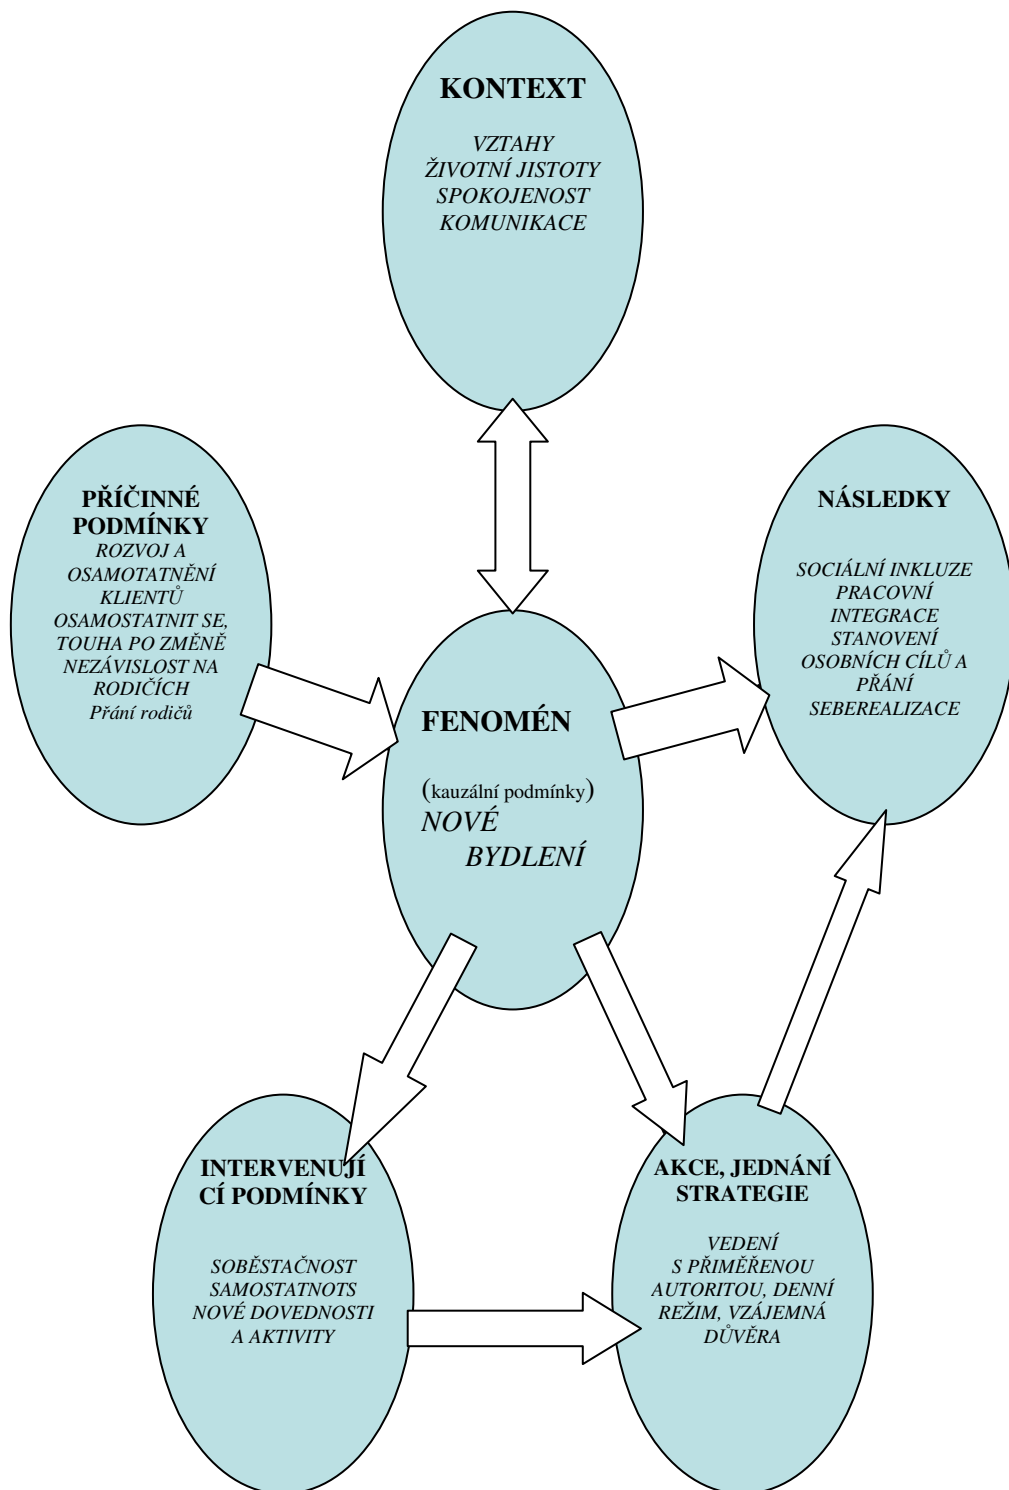 KONTEXT
VZTAHY
ŽIVOTNÍ JISTOTY
SPOKOJENOST
KOMUNIKACE
PŘÍČINNÉ
PODMÍNKY
ROZVOJ A
OSAMOTATNĚNÍ
KLIENTŮ
OSAMOSTATNIT SE,
TOUHA PO ZMĚNĚ
NEZÁVISLOST NA
RODIČÍCH
Přání rodičů
NÁSLEDKY
SOCIÁLNÍ INKLUZE
PRACOVNÍ
INTEGRACE
STANOVENÍ
OSOBNÍCH CÍLŮ A
PŘÁNÍ
SEBEREALIZACE
FENOMÉN
(kauzální podmínky)
NOVÉ
BYDLENÍ
INTERVENUJÍ
CÍ PODMÍNKY
SOBĚSTAČNOST
SAMOSTATNOTS
NOVÉ DOVEDNOSTI
A AKTIVITY
AKCE, JEDNÁNÍ
STRATEGIE
VEDENÍ
S PŘIMĚŘENOU
AUTORITOU, DENNÍ
REŽIM, VZÁJEMNÁ
DŮVĚRA